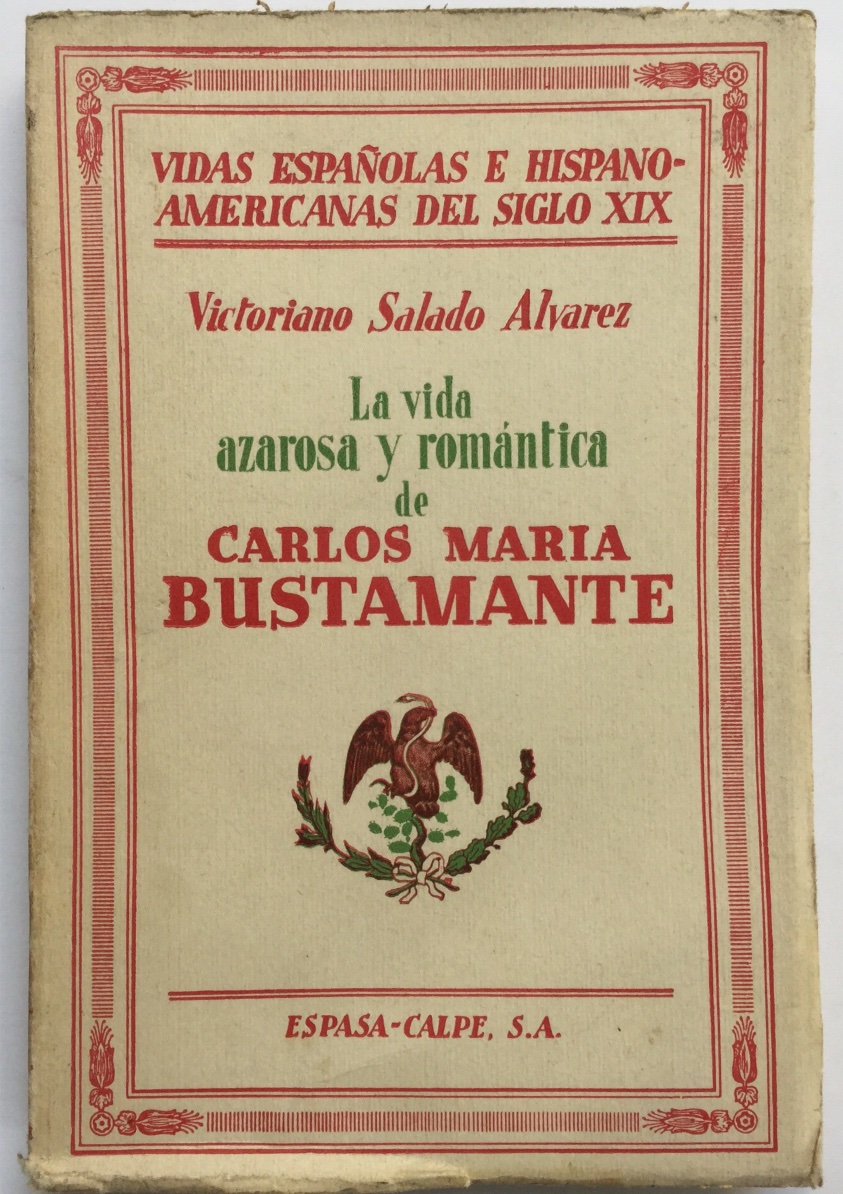 VIDAS ESPAÑOLAS E HISPANO-
AMERICANAS DEL SIGLO XIX
Victoriano Salado Alvarez
La vida
azarosa y romántica
de
CARLOS MARIA
BUSTAMANTE
ESPASA-CALPE, S.A.